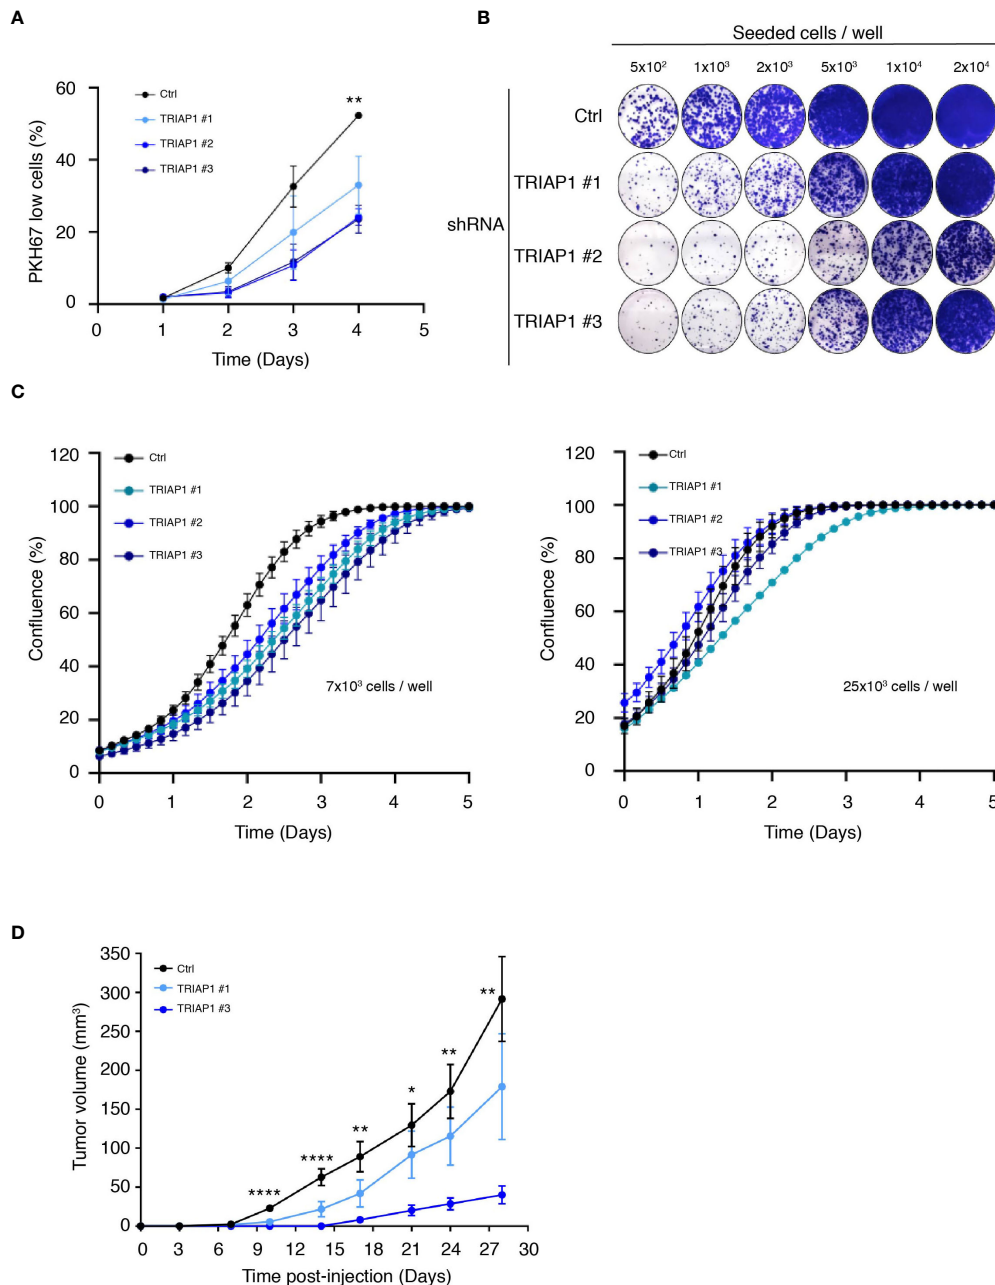 A
PKH67 low cells (%)
60
40
20
0
Ctrl
TRIAP1 #1
TRIAP1 #2
TRIAP1 #3
**
0 1 2 3 4 5
Time (Days)
B
Seeded cells / well
5x10² 1x10³ 2x10³ 5x10³ 1x10⁴ 2x10⁴
shRNA
Ctrl
TRIAP1 #1
TRIAP1 #2
TRIAP1 #3
C
Confluence (%)
120
100
80
60
40
20
0
Ctrl
TRIAP1 #1
TRIAP1 #2
TRIAP1 #3
7x10³ cells / well
0 1 2 3 4 5
Time (Days)
Confluence (%)
120
100
80
60
40
20
0
Ctrl
TRIAP1 #1
TRIAP1 #2
TRIAP1 #3
25x10³ cells / well
0 1 2 3 4 5
Time (Days)
D
Tumor volume (mm³)
350
300
250
200
150
100
50
0
Ctrl
TRIAP1 #1
TRIAP1 #3
**** **** ** * ** **
0 3 6 9 12 15 18 21 24 27 30
Time post-injection (Days)